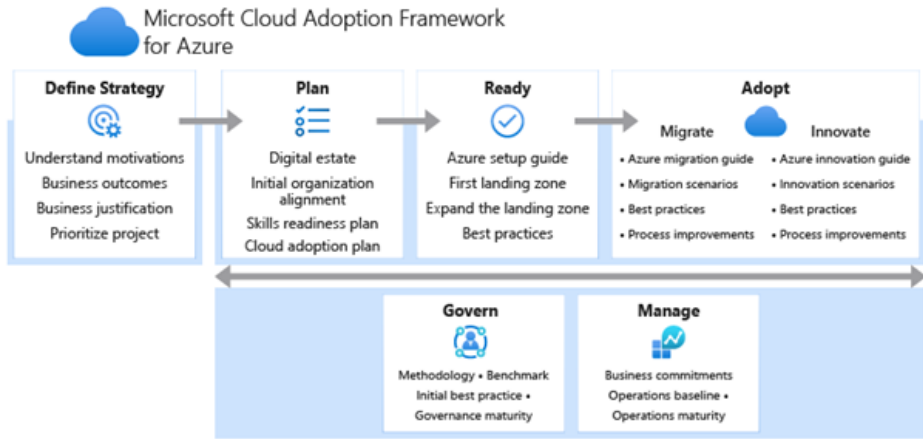 Microsoft Cloud Adoption Framework
for Azure
Define Strategy
Understand motivations
Business outcomes
Business justification
Prioritize project
Plan
Digital estate
Initial organization
alignment
Skills readiness plan
Cloud adoption plan
Ready
Azure setup guide
First landing zone
Expand the landing zone
Best practices
Adopt
Migrate
• Azure migration guide
• Migration scenarios
• Best practices
• Process improvements
Innovate
• Azure innovation guide
• Innovation scenarios
• Best practices
• Process improvements
Govern
Methodology • Benchmark
Initial best practice •
Governance maturity
Manage
Business commitments
Operations baseline •
Operations maturity